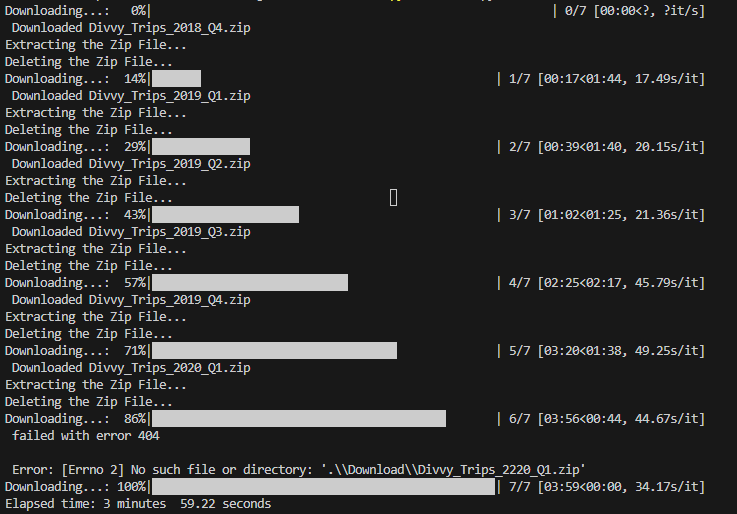 Downloading...:   0%| | 0/7 [00:00<?, ?it/s]
Downloaded Divvy_Trips_2018_Q4.zip
Extracting the Zip File...
Deleting the Zip File...
Downloading...:  14%| | 1/7 [00:17<01:44, 17.49s/it]
Downloaded Divvy_Trips_2019_Q1.zip
Extracting the Zip File...
Deleting the Zip File...
Downloading...:  29%| | 2/7 [00:39<01:40, 20.15s/it]
Downloaded Divvy_Trips_2019_Q2.zip
Extracting the Zip File...
Deleting the Zip File...
Downloading...:  43%| | 3/7 [01:02<01:25, 21.36s/it]
Downloaded Divvy_Trips_2019_Q3.zip
Extracting the Zip File...
Deleting the Zip File...
Downloading...:  57%| | 4/7 [02:25<02:17, 45.79s/it]
Downloaded Divvy_Trips_2019_Q4.zip
Extracting the Zip File...
Deleting the Zip File...
Downloading...:  71%| | 5/7 [03:20<01:38, 49.25s/it]
Downloaded Divvy_Trips_2020_Q1.zip
Extracting the Zip File...
Deleting the Zip File...
Downloading...:  86%| | 6/7 [03:56<00:44, 44.67s/it]
failed with error 404
Error: [Errno 2] No such file or directory: '.\\Download\\Divvy_Trips_2220_Q1.zip'
Downloading...: 100%| | 7/7 [03:59<00:00, 34.17s/it]
Elapsed time: 3 minutes  59.22 seconds